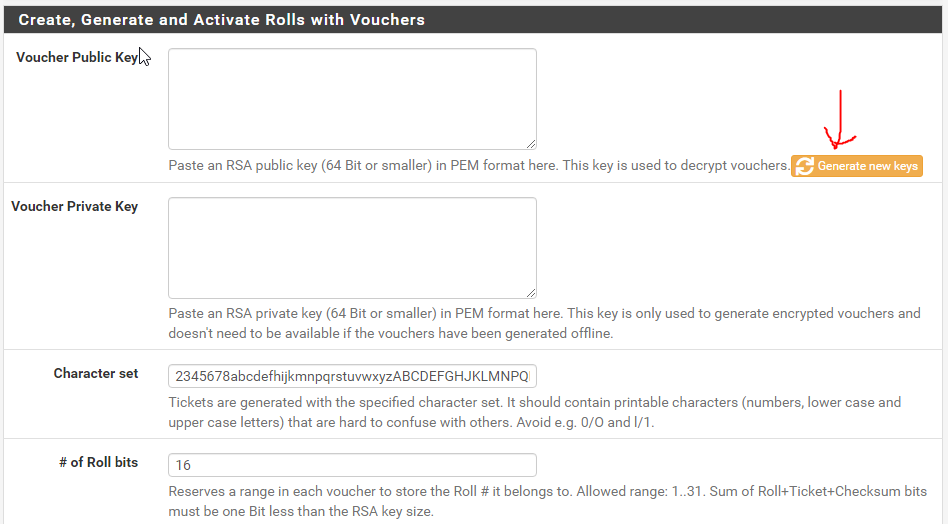 Create, Generate and Activate Rolls with Vouchers
Voucher Public Key
Paste an RSA public key (64 Bit or smaller) in PEM format here. This key is used to decrypt vouchers. Generate new keys
Voucher Private Key
Paste an RSA private key (64 Bit or smaller) in PEM format here. This key is only used to generate encrypted vouchers and
doesn't need to be available if the vouchers have been generated offline.
Character set
2345678abcdefhijkmnpqrstuvwxyzABCDEFGHJKLMNPQ
Tickets are generated with the specified character set. It should contain printable characters (numbers, lower case and
upper case letters) that are hard to confuse with others. Avoid e.g. 0/O and l/1.
# of Roll bits
16
Reserves a range in each voucher to store the Roll # it belongs to. Allowed range: 1..31. Sum of Roll+Ticket+Checksum bits
must be one Bit less than the RSA key size.